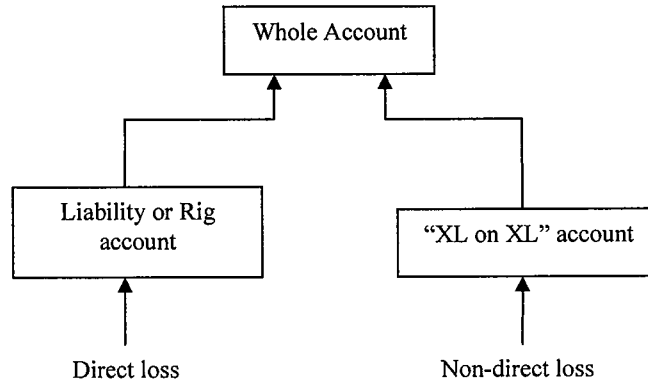 Whole Account
Liability or Rig
account
“XL on XL” account
Direct loss
Non-direct loss